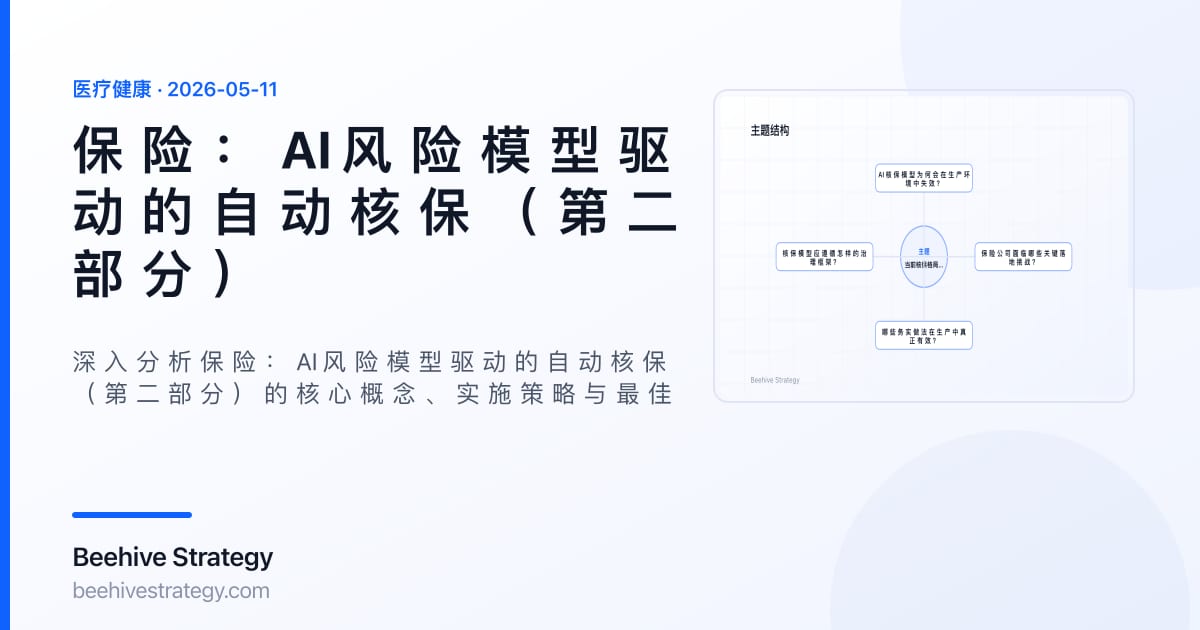 医疗健康 · 2026-05-11
保险：AI风险模型驱
动的自动核保（第二
部分）
深入分析保险：AI风险模型驱动的自动核保
（第二部分）的核心概念、实施策略与最佳
Beehive Strategy
beehivestrategy.com
主题结构
AI核保模型为何会在生产环
境中失效？
核保模型应遵循怎样的治
理框架？
主题
当前核保格局...
保险公司面临哪些关键落
地挑战？
哪些务实做法在生产中真
正有效？
Beehive Strategy